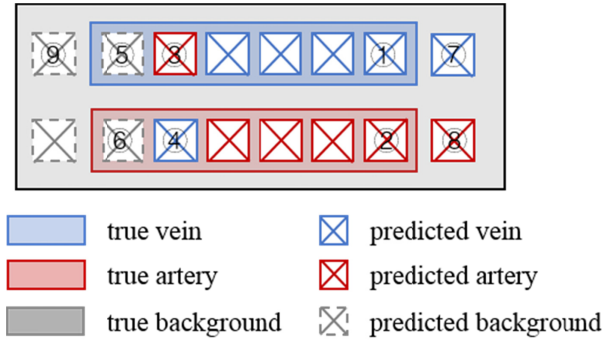 9 5 3 1 7
6 4 2 8
true vein predicted vein
true artery predicted artery
true background predicted background